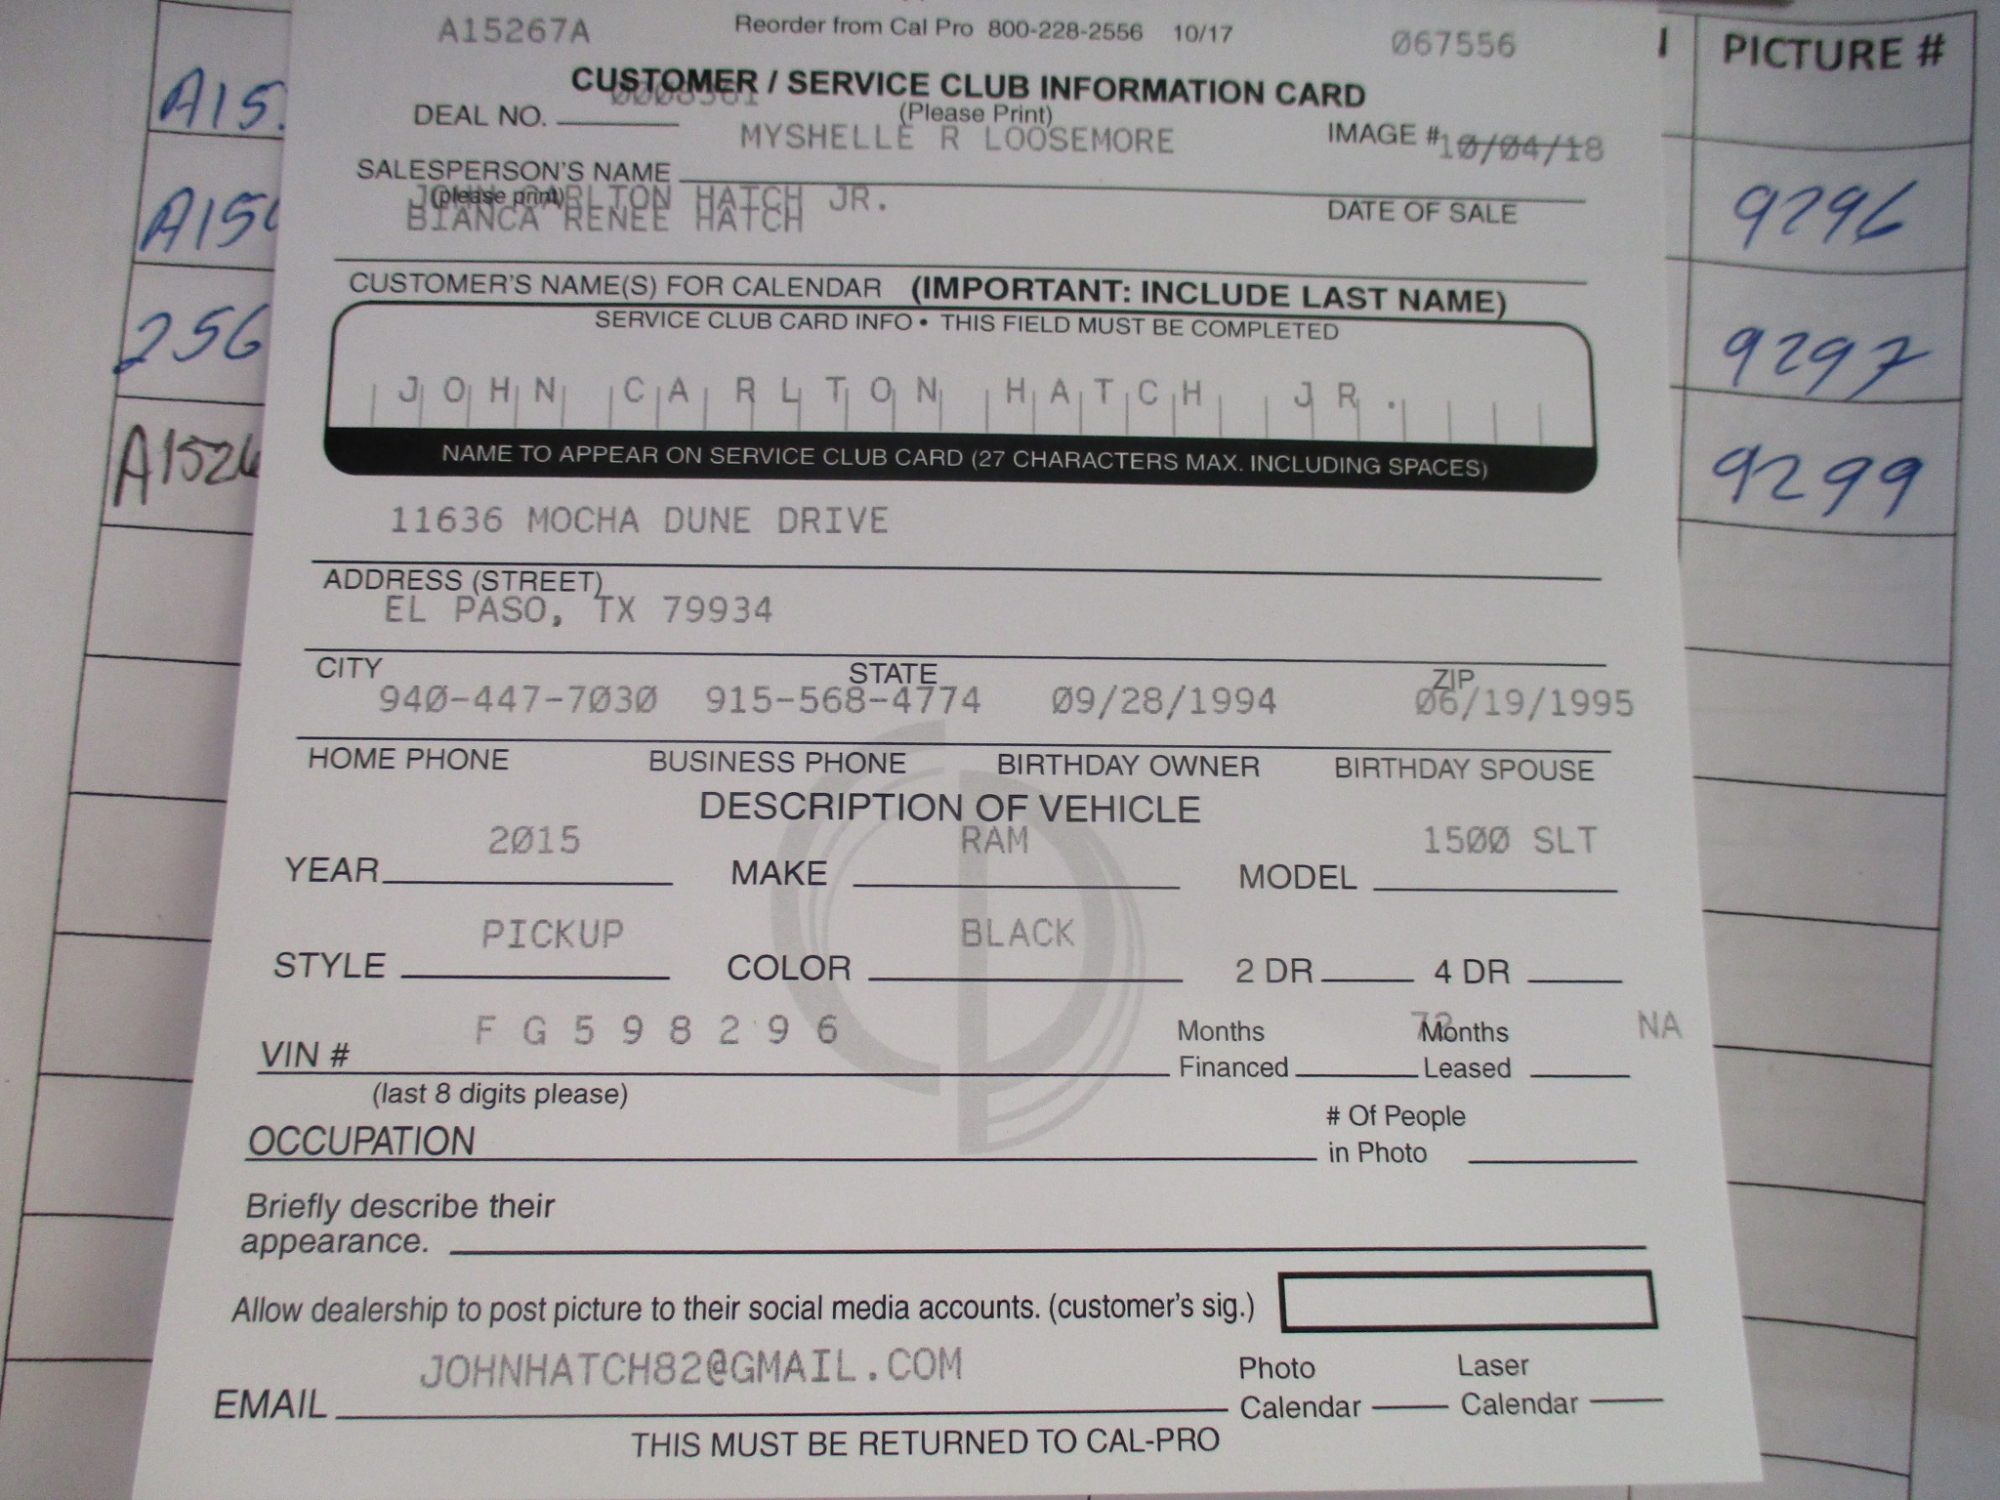 A15267A Reorder from Cal Pro 800-228-2556 10/17 067556
PICTURE #
CUSTOMER / SERVICE CLUB INFORMATION CARD
(Please Print)
DEAL NO.
MYSHELLE R LOOSEMORE
IMAGE # 10/04/18
SALESPERSON'S NAME
(please print)
JOHN CARLTON HATCH JR.
BIANCA RENEE HATCH
DATE OF SALE
9296
CUSTOMER'S NAME(S) FOR CALENDAR (IMPORTANT: INCLUDE LAST NAME)
SERVICE CLUB CARD INFO • THIS FIELD MUST BE COMPLETED
256
9297
JOHN CARLTON HATCH JR.
NAME TO APPEAR ON SERVICE CLUB CARD (27 CHARACTERS MAX. INCLUDING SPACES)
9299
11636 MOCHA DUNE DRIVE
ADDRESS (STREET)
EL PASO, TX 79934
CITY STATE ZIP
940-447-7030 915-568-4774 09/28/1994 06/19/1995
HOME PHONE BUSINESS PHONE BIRTHDAY OWNER BIRTHDAY SPOUSE
DESCRIPTION OF VEHICLE
2015 RAM 1500 SLT
YEAR MAKE MODEL
PICKUP BLACK
STYLE COLOR 2 DR 4 DR
F G 5 9 8 2 9 6
VIN #
(last 8 digits please)
Months Financed
Months Leased
NA
OCCUPATION
# Of People
in Photo
Briefly describe their
appearance.
Allow dealership to post picture to their social media accounts. (customer's sig.)
JOHNHATCH82@GMAIL.COM
EMAIL
Photo Calendar
Laser Calendar
THIS MUST BE RETURNED TO CAL-PRO